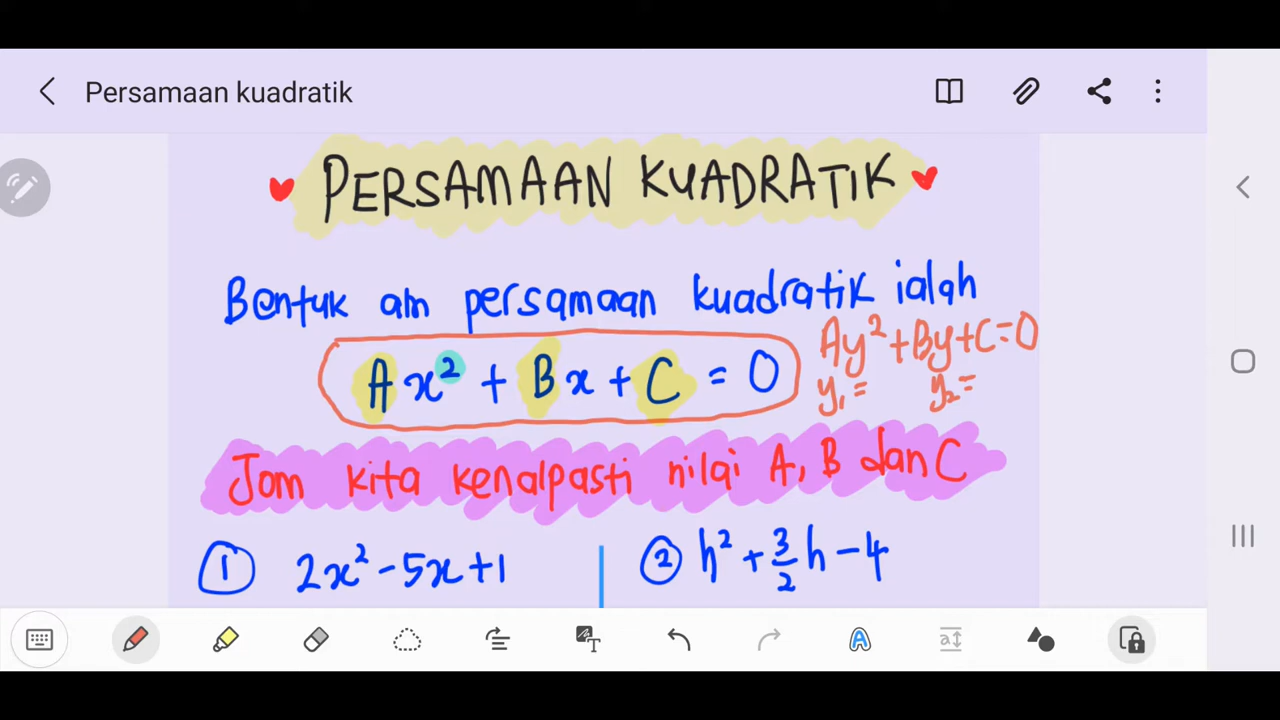 Persamaan kuadratik
PERSAMAAN KUADRATIK
Bentuk am persamaan kuadratik ialah
Ax² + Bx + C = 0
Ay² + By + C = 0
y₁ = y₂ =
Jom kita kenalpasti nilai A, B dan C
① 2x² - 5x + 1
② h² + 3/2 h - 4